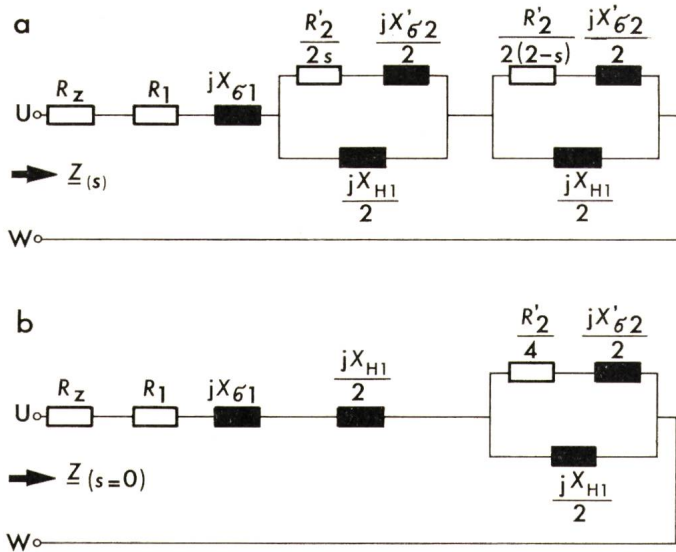 a
R'2 jX'σ2 R'2 jX'σ2
2s 2 2(2-s) 2
Rz R1 jXσ1
U
Z(s)
jXH1 jXH1
2 2
W
b
R'2 jX'σ2
4 2
jXH1
2
Rz R1 jXσ1
U
Z(s=0)
jXH1
2
W